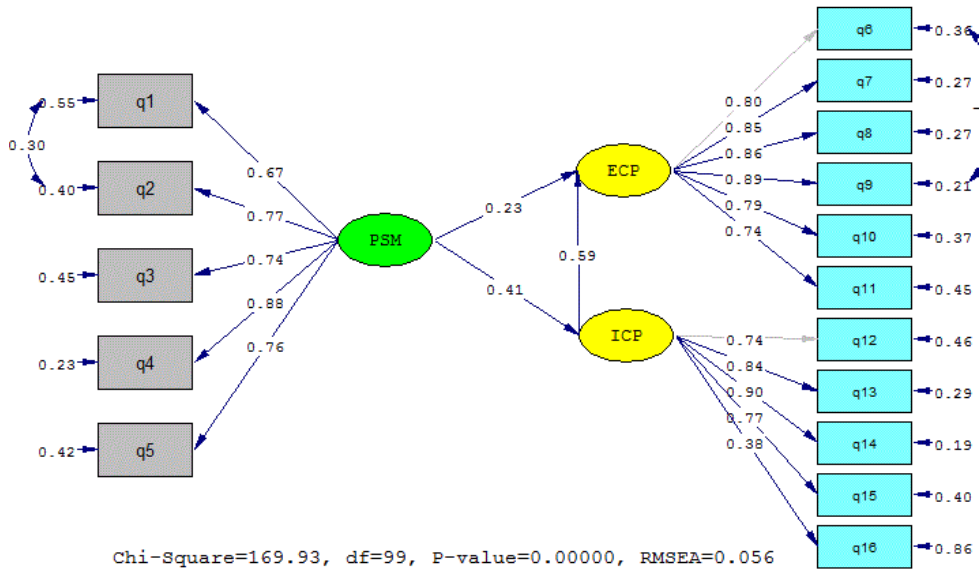 q6
0.36
q7
0.27
0.55
q1
0.80
0.85
q8
0.27
0.30
0.86
ECP
0.89
q9
0.21
0.40
q2
0.67
0.79
0.77
0.23
0.74
q10
0.37
PSM
0.59
0.45
q3
0.74
0.41
q11
0.45
0.88
ICP
0.74
q12
0.46
0.76
0.84
0.23
q4
0.90
q13
0.29
0.77
0.38
q14
0.19
0.42
q5
q15
0.40
Chi-Square=169.93, df=99, P-value=0.00000, RMSEA=0.056
q16
0.86